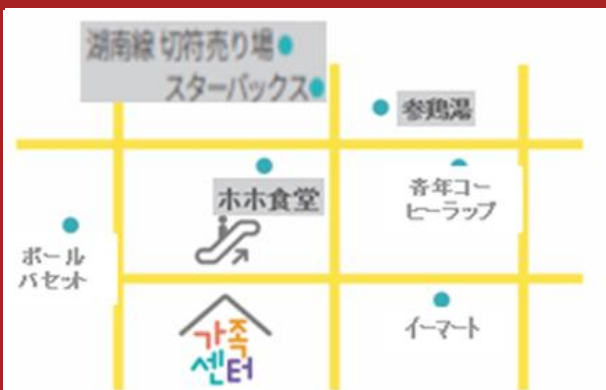 湖南線 切符売り場
スターバックス
参鶏湯
ホホ食堂
青年コー
ヒーラップ
ポール
バセット
イーマート
가족
센터